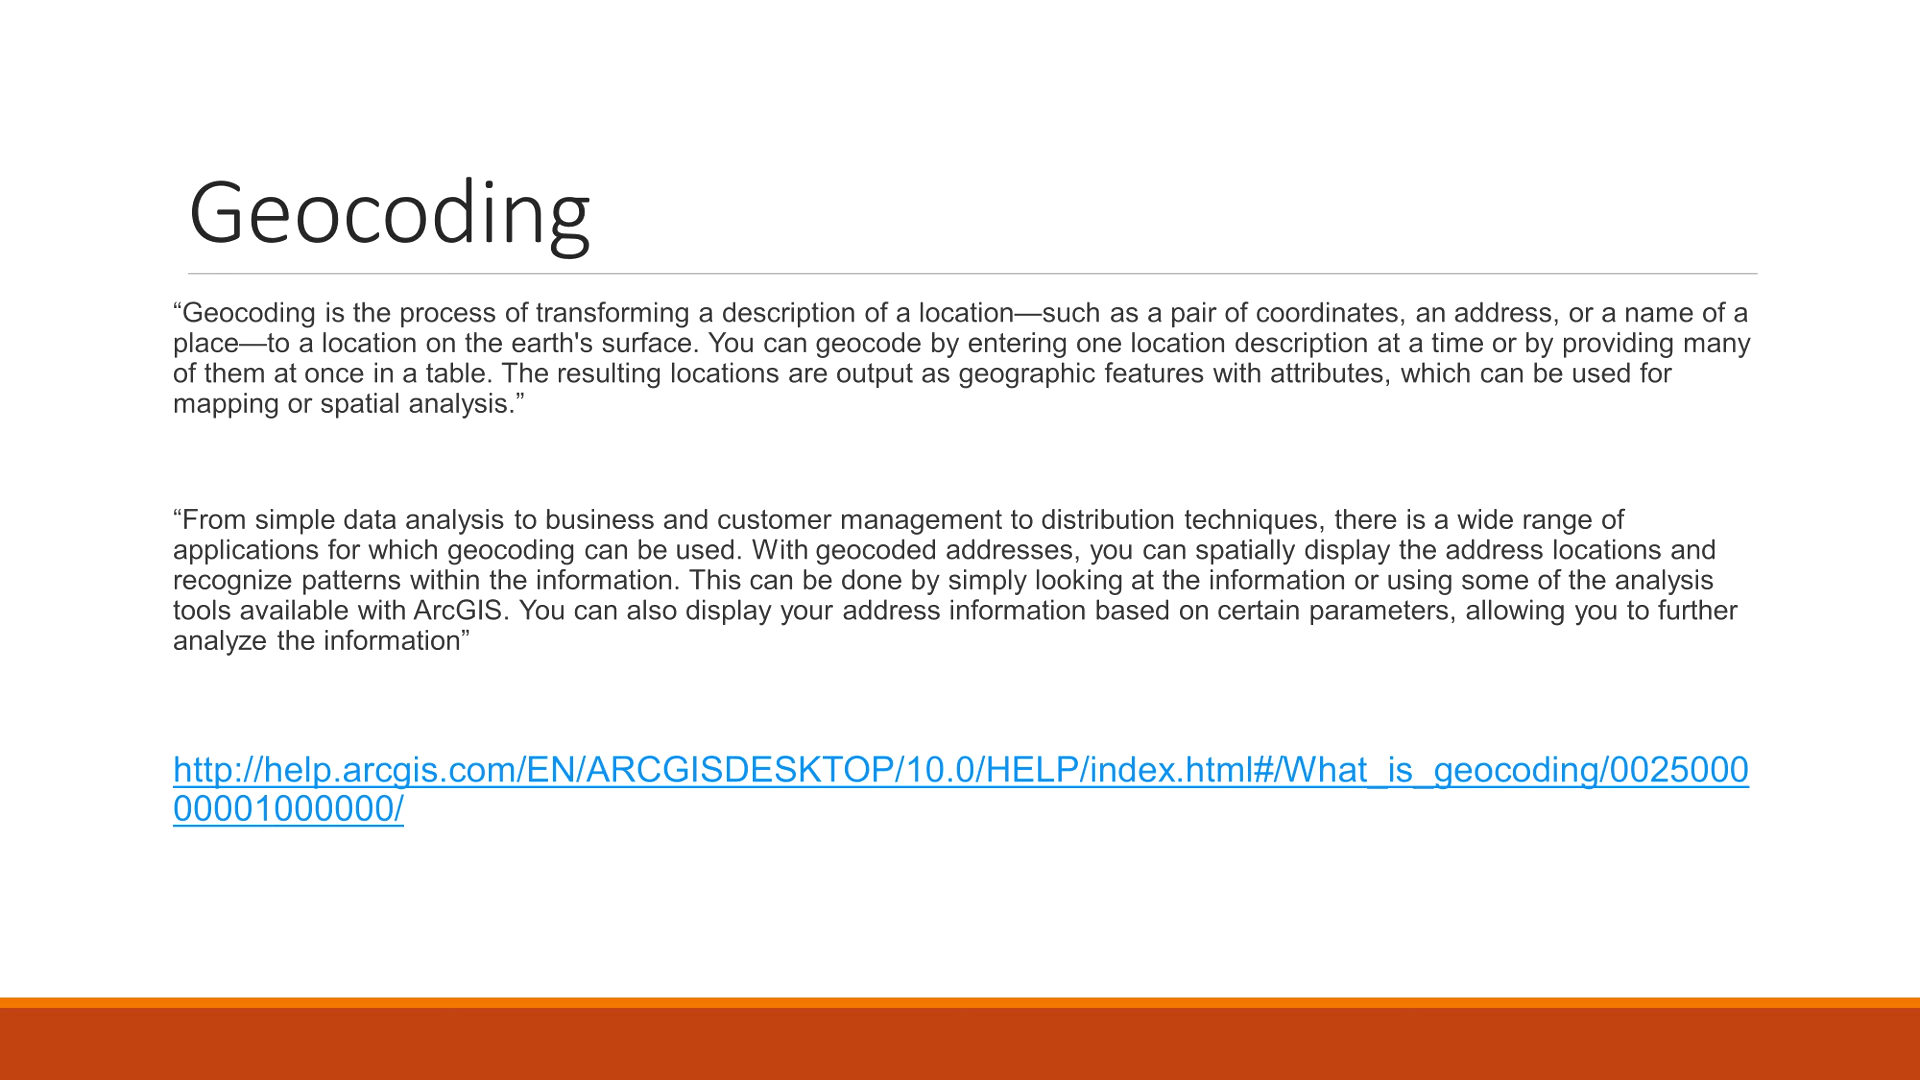 Geocoding
“Geocoding is the process of transforming a description of a location—such as a pair of coordinates, an address, or a name of a
place—to a location on the earth's surface. You can geocode by entering one location description at a time or by providing many
of them at once in a table. The resulting locations are output as geographic features with attributes, which can be used for
mapping or spatial analysis.”
“From simple data analysis to business and customer management to distribution techniques, there is a wide range of
applications for which geocoding can be used. With geocoded addresses, you can spatially display the address locations and
recognize patterns within the information. This can be done by simply looking at the information or using some of the analysis
tools available with ArcGIS. You can also display your address information based on certain parameters, allowing you to further
analyze the information”
http://help.arcgis.com/EN/ARCGISDESKTOP/10.0/HELP/index.html#/What_is_geocoding/0025000
00001000000/